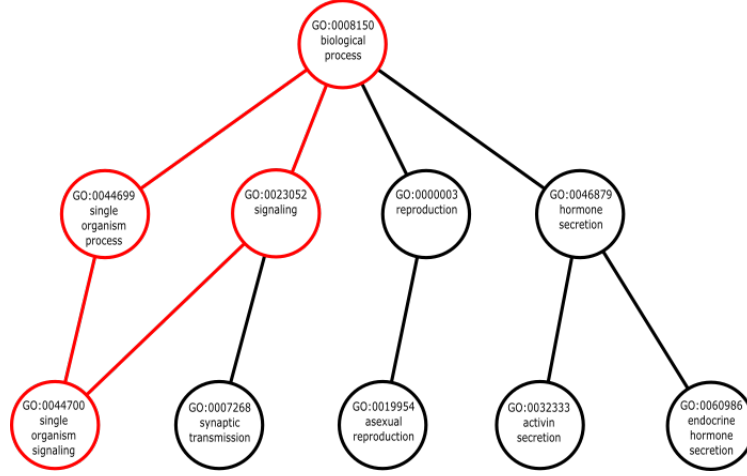 GO:0008150
biological
process
GO:0044699
single
organism
process
GO:0023052
signaling
GO:0000003
reproduction
GO:0046879
hormone
secretion
GO:0044700
single
organism
signaling
GO:0007268
synaptic
transmission
GO:0019954
asexual
reproduction
GO:0032333
activin
secretion
GO:0060986
endocrine
hormone
secretion